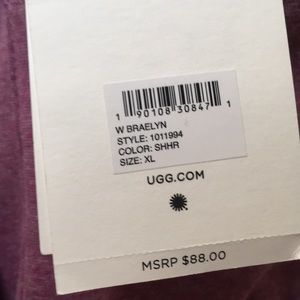 1 90108 30847 1
W BRAELYN
STYLE: 1011994
COLOR: SHHR
SIZE: XL
UGG.COM
MSRP $88.00